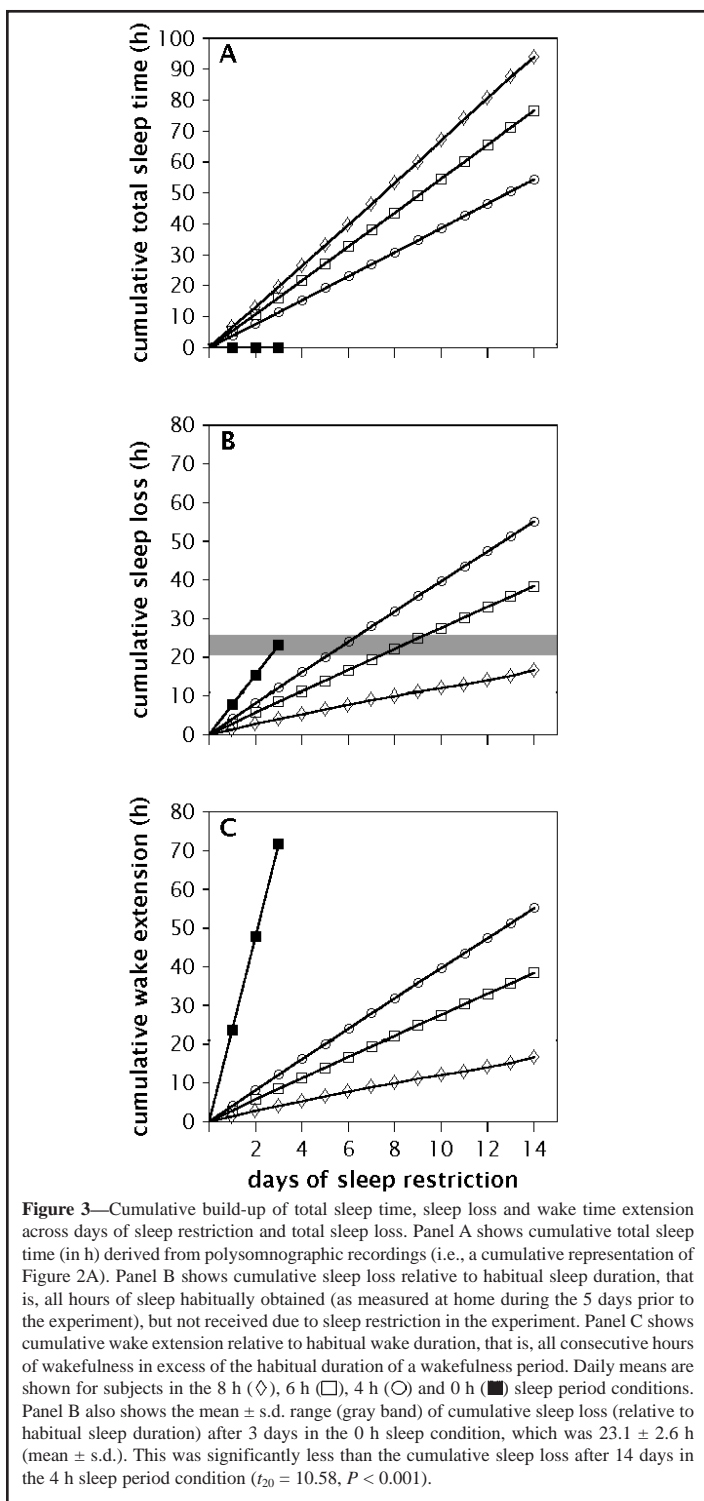 A
cumulative total sleep time (h)
100
90
80
70
60
50
40
30
20
10
0
B
cumulative sleep loss (h)
80
70
60
50
40
30
20
10
0
C
cumulative wake extension (h)
80
70
60
50
40
30
20
10
0
2 4 6 8 10 12 14
days of sleep restriction
Figure 3—Cumulative build-up of total sleep time, sleep loss and wake time extension
across days of sleep restriction and total sleep loss. Panel A shows cumulative total sleep
time (in h) derived from polysomnographic recordings (i.e., a cumulative representation of
Figure 2A). Panel B shows cumulative sleep loss relative to habitual sleep duration, that
is, all hours of sleep habitually obtained (as measured at home during the 5 days prior to
the experiment), but not received due to sleep restriction in the experiment. Panel C shows
cumulative wake extension relative to habitual wake duration, that is, all consecutive hours
of wakefulness in excess of the habitual duration of a wakefulness period. Daily means are
shown for subjects in the 8 h (◇), 6 h (□), 4 h (○) and 0 h (■) sleep period conditions.
Panel B also shows the mean ± s.d. range (gray band) of cumulative sleep loss (relative to
habitual sleep duration) after 3 days in the 0 h sleep condition, which was 23.1 ± 2.6 h
(mean ± s.d.). This was significantly less than the cumulative sleep loss after 14 days in
the 4 h sleep period condition (t20 = 10.58, P < 0.001).